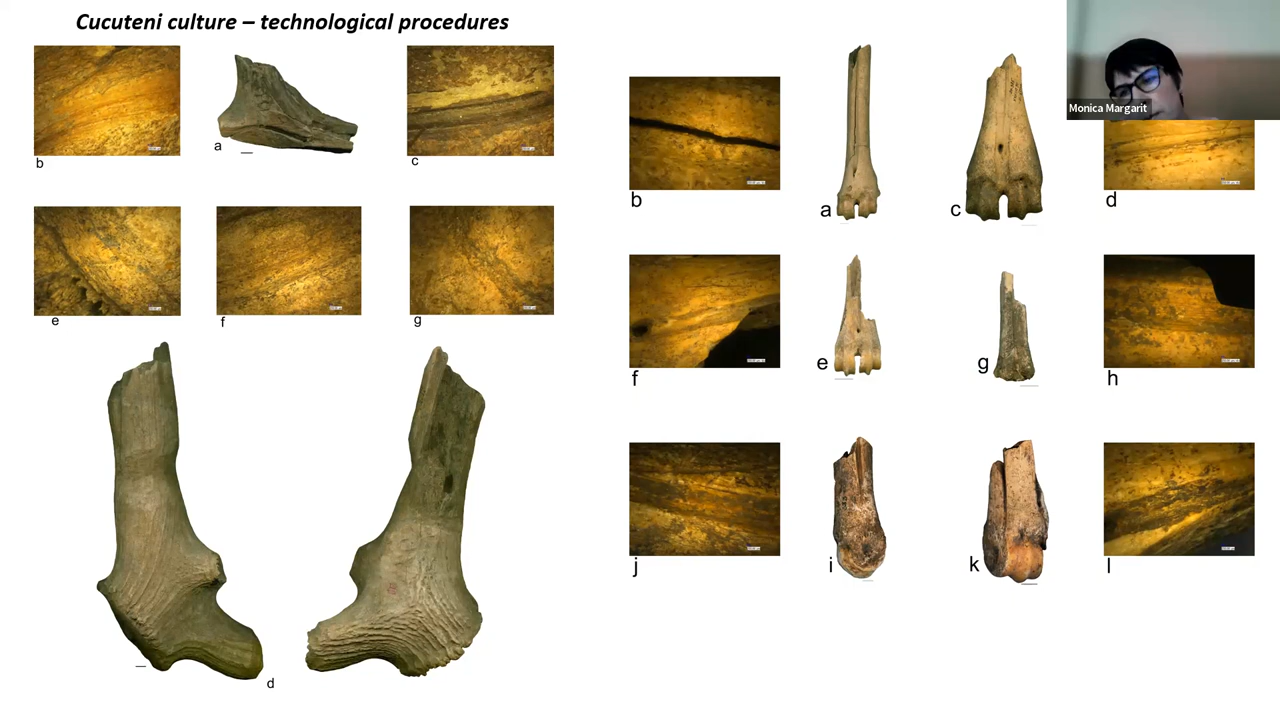 Cucuteni culture – technological procedures
Monica Margarit
b
a
c
e
f
g
d
b
a
c
d
f
e
g
h
j
i
k
l